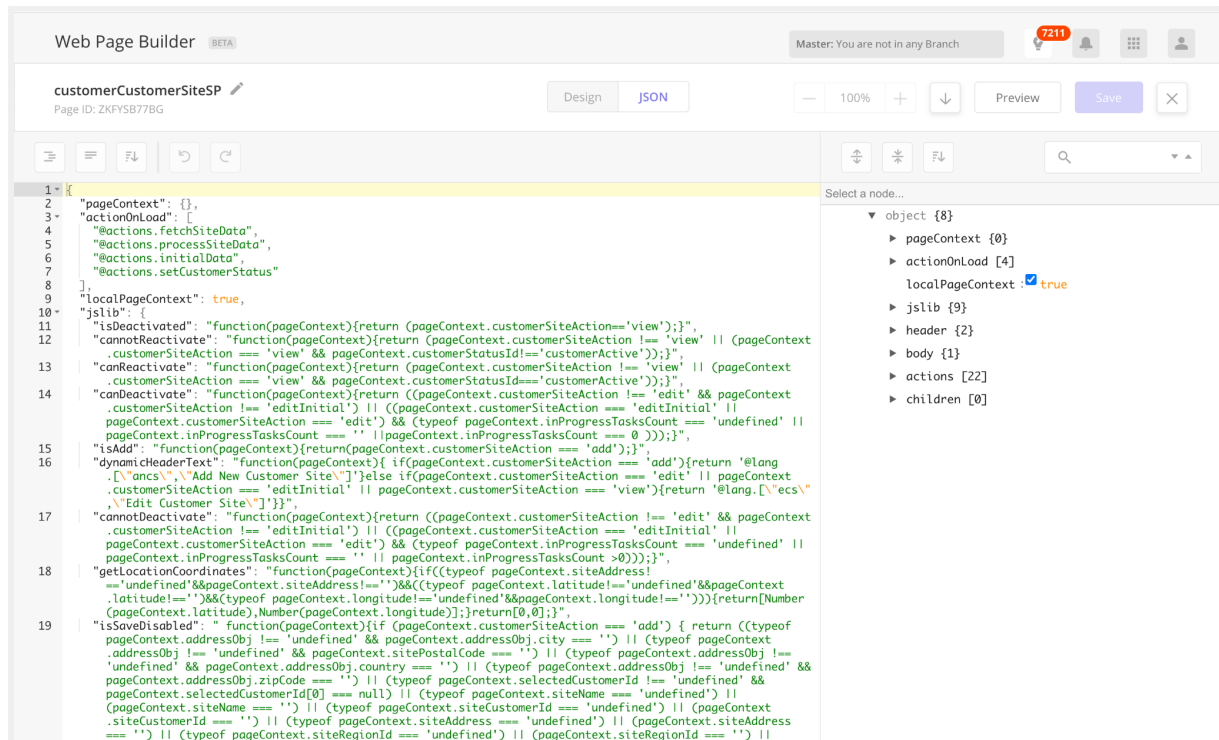 Web Page Builder BETA
Master: You are not in any Branch
7211
customerCustomerSiteSP
Page ID: ZKFYSB77BG
Design JSON
100%
Preview
Save
1 {
2 "pageContext": {},
3 "actionOnLoad": [
4 "@actions.fetchSiteData",
5 "@actions.processSiteData",
6 "@actions.initialData",
7 "@actions.setCustomerStatus"
8 ],
9 "localPageContext": true,
10 "jslib": {
11 "isDeactivated": "function(pageContext){return (pageContext.customerSiteAction=='view');}",
12 "cannotReactivate": "function(pageContext){return (pageContext.customerSiteAction !== 'view' || (pageContext
.customerSiteAction === 'view' && pageContext.customerStatusId!=='customerActive'));}",
13 "canReactivate": "function(pageContext){return (pageContext.customerSiteAction !== 'view' || (pageContext
.customerSiteAction === 'view' && pageContext.customerStatusId==='customerActive'));}",
14 "canDeactivate": "function(pageContext){return ((pageContext.customerSiteAction !== 'edit' && pageContext
.customerSiteAction !== 'editInitial') || ((pageContext.customerSiteAction === 'editInitial' ||
pageContext.customerSiteAction === 'edit') && (typeof pageContext.inProgressTasksCount === 'undefined' ||
pageContext.inProgressTasksCount === '' ||pageContext.inProgressTasksCount === 0 )));}",
15 "isAdd": "function(pageContext){return(pageContext.customerSiteAction === 'add');}",
16 "dynamicHeaderText": "function(pageContext){ if(pageContext.customerSiteAction === 'add'){return '@lang
.[\"ancs\",\"Add New Customer Site\"]'}else if(pageContext.customerSiteAction === 'edit' || pageContext
.customerSiteAction === 'editInitial' || pageContext.customerSiteAction === 'view'){return '@lang.[\"ecs\"
,\"Edit Customer Site\"]'}}",
17 "cannotDeactivate": "function(pageContext){return ((pageContext.customerSiteAction !== 'edit' && pageContext
.customerSiteAction !== 'editInitial') || ((pageContext.customerSiteAction === 'editInitial' ||
pageContext.customerSiteAction === 'edit') && (typeof pageContext.inProgressTasksCount === 'undefined' ||
pageContext.inProgressTasksCount === '' || pageContext.inProgressTasksCount >0)));}",
18 "getLocationCoordinates": "function(pageContext){if((typeof pageContext.siteAddress!
=='undefined'&&pageContext.siteAddress!=='')&&((typeof pageContext.latitude!=='undefined'&&pageContext
.latitude!=='')&&(typeof pageContext.longitude!=='undefined'&&pageContext.longitude!==''))){return[Number
(pageContext.latitude),Number(pageContext.longitude)];}return[0,0];}",
19 "isSaveDisabled": " function(pageContext){if (pageContext.customerSiteAction === 'add') { return ((typeof
pageContext.addressObj !== 'undefined' && pageContext.addressObj.city === '') || (typeof pageContext
.addressObj !== 'undefined' && pageContext.sitePostalCode === '') || (typeof pageContext.addressObj !==
'undefined' && pageContext.addressObj.country === '') || (typeof pageContext.addressObj !== 'undefined' &&
pageContext.addressObj.zipCode === '') || (typeof pageContext.selectedCustomerId !== 'undefined' &&
pageContext.selectedCustomerId[0] === null) || (typeof pageContext.siteName === 'undefined') ||
(pageContext.siteName === '') || (typeof pageContext.siteCustomerId === 'undefined') || (pageContext
.siteCustomerId === '') || (typeof pageContext.siteAddress === 'undefined') || (pageContext.siteAddress
=== '') || (typeof pageContext.siteRegionId === 'undefined') || (pageContext.siteRegionId === '') ||
Select a node...
object {8}
pageContext {0}
actionOnLoad [4]
localPageContext : true
jslib {9}
header {2}
body {1}
actions [22]
children [0]